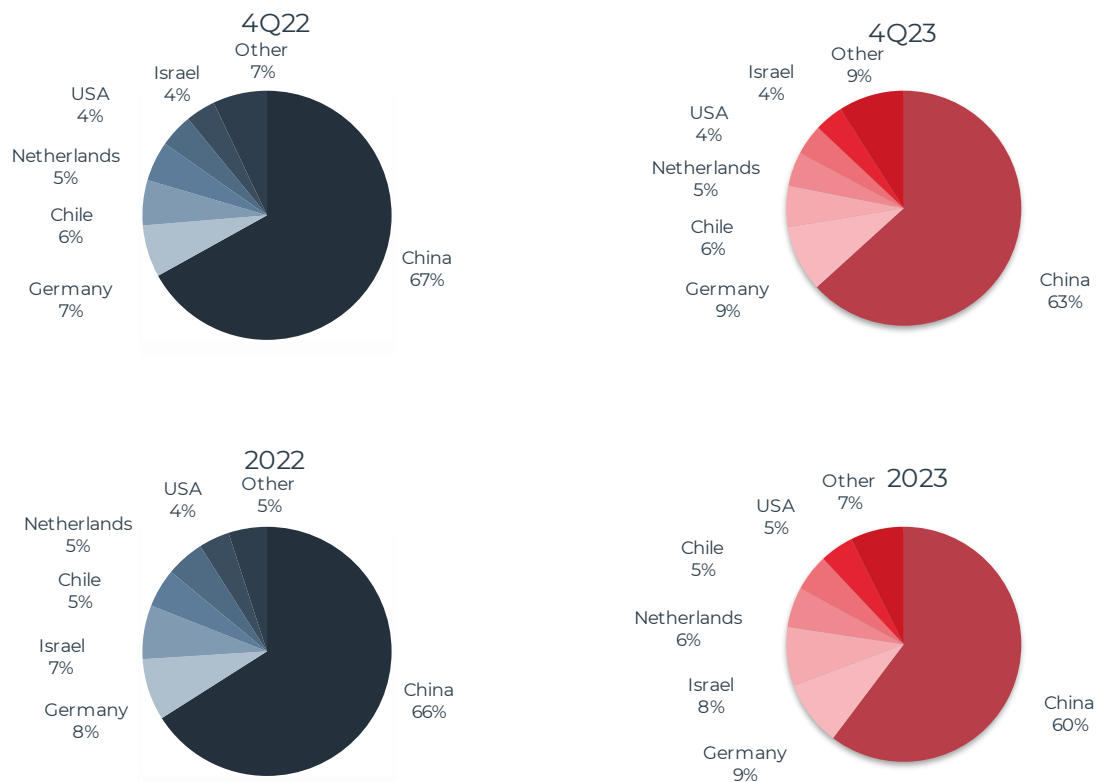 4Q22
Other
7%
Israel
4%
USA
4%
Netherlands
5%
Chile
6%
Germany
7%
China
67%
4Q23
Other
9%
Israel
4%
USA
4%
Netherlands
5%
Chile
6%
Germany
9%
China
63%
2022
Other
5%
USA
4%
Netherlands
5%
Chile
5%
Israel
7%
Germany
8%
China
66%
2023
Other
7%
USA
5%
Chile
5%
Netherlands
6%
Israel
8%
Germany
9%
China
60%